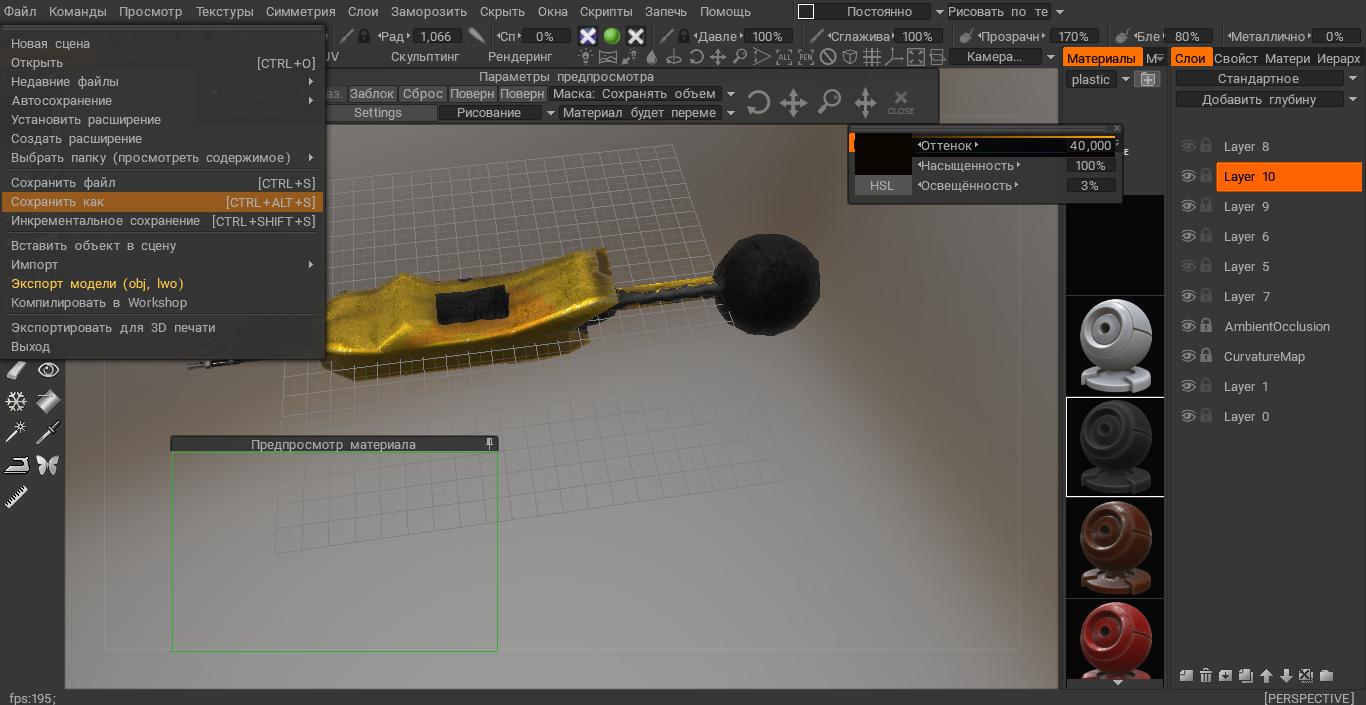 Файл Команды Просмотр Текстуры Симметрия Слои Заморозить Скрыть Окна Скрипты Запечь Помощь Постоянно Рисовать по те
Рад 1,066 Сп 0% Давле 100% Сглажива 100% Прозрачн 170% Бле 80% Металлично 0%
UV Скульптинг Рендеринг ALL PEN Камера...
Материалы М Слои Свойст Матери Иерарх
Параметры предпросмотра
Заблок Сброс Поверн Поверн Маска: Сохранять объем
Settings Рисование Материал будет переме
CLOSE
plastic
Стандартное
Добавить глубину
Новая сцена
Открыть [CTRL+O]
Недавние файлы
Автосохранение
Установить расширение
Создать расширение
Выбрать папку (просмотреть содержимое)
Сохранить файл [CTRL+S]
Сохранить как [CTRL+ALT+S]
Инкрементальное сохранение [CTRL+SHIFT+S]
Вставить объект в сцену
Импорт
Экспорт модели (obj, lwo)
Компилировать в Workshop
Экспортировать для 3D печати
Выход
Оттенок 40,000
Насыщенность 100%
HSL Освещённость 3%
Layer 8
Layer 10
Layer 9
Layer 6
Layer 5
Layer 7
AmbientOcclusion
CurvatureMap
Layer 1
Layer 0
Предпросмотр материала
fps:195;
[PERSPECTIVE]